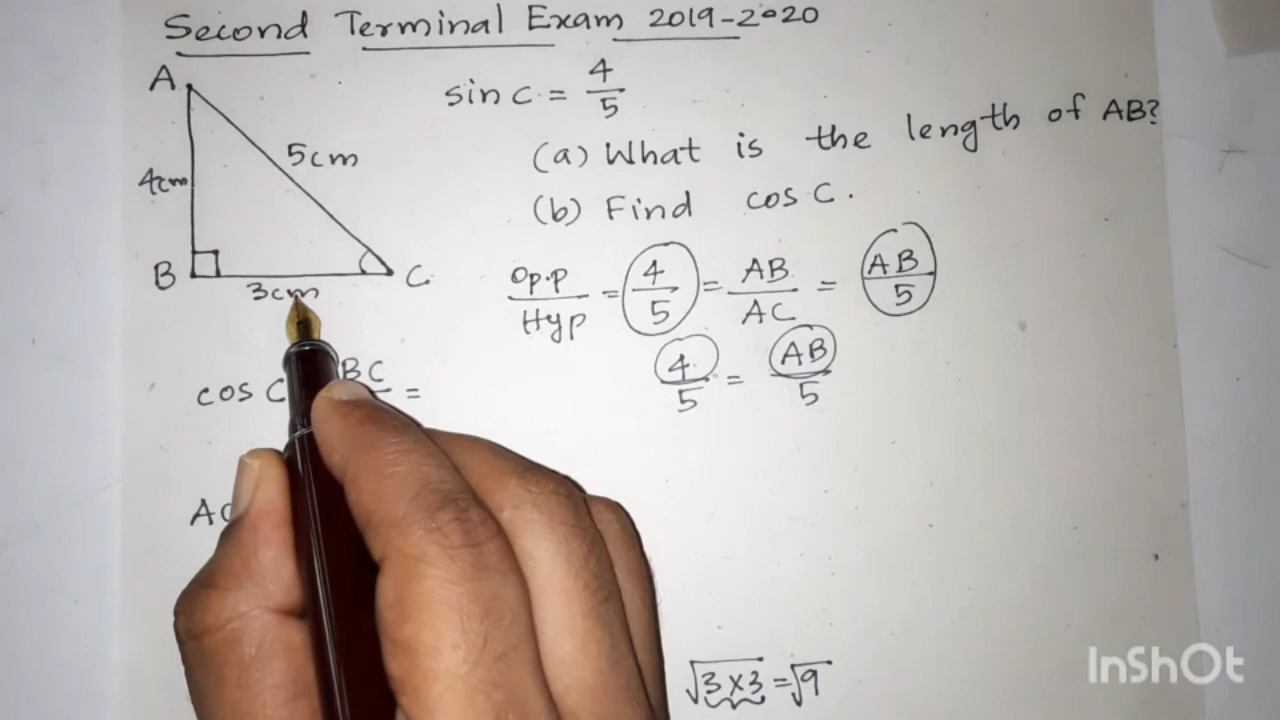 Second Terminal Exam 2019-2020
A
sin C = 4/5
5cm
(a) What is the length of AB?
4cm
(b) Find cos C.
B
C
3cm
Opp/Hyp = 4/5 = AB/AC = AB/5
4/5 = AB/5
cos C BC =
√3×3 = √9
InShOt